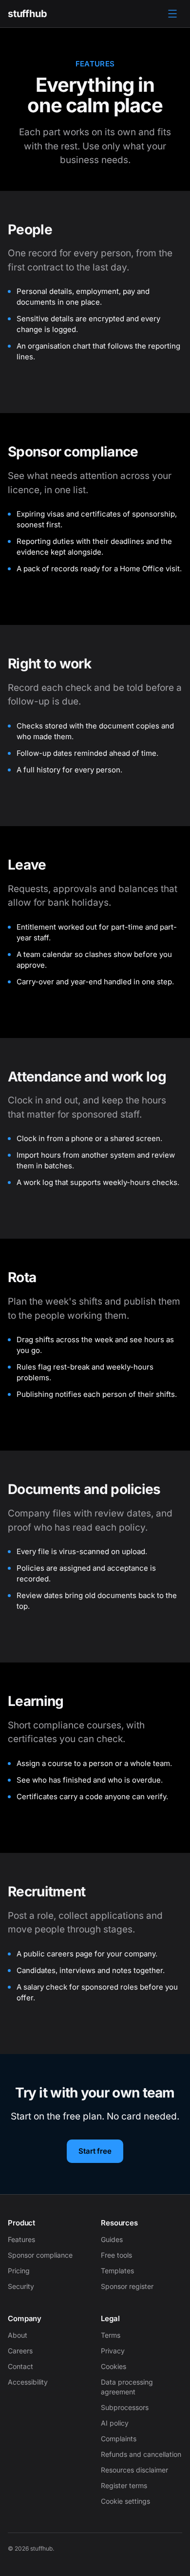 stuffhub
FEATURES
Everything in
one calm place
Each part works on its own and fits
with the rest. Use only what your
business needs.
People
One record for every person, from the
first contract to the last day.
Personal details, employment, pay and
documents in one place.
Sensitive details are encrypted and every
change is logged.
An organisation chart that follows the reporting
lines.
Sponsor compliance
See what needs attention across your
licence, in one list.
Expiring visas and certificates of sponsorship,
soonest first.
Reporting duties with their deadlines and the
evidence kept alongside.
A pack of records ready for a Home Office visit.
Right to work
Record each check and be told before a
follow-up is due.
Checks stored with the document copies and
who made them.
Follow-up dates reminded ahead of time.
A full history for every person.
Leave
Requests, approvals and balances that
allow for bank holidays.
Entitlement worked out for part-time and part-
year staff.
A team calendar so clashes show before you
approve.
Carry-over and year-end handled in one step.
Attendance and work log
Clock in and out, and keep the hours
that matter for sponsored staff.
Clock in from a phone or a shared screen.
Import hours from another system and review
them in batches.
A work log that supports weekly-hours checks.
Rota
Plan the week's shifts and publish them
to the people working them.
Drag shifts across the week and see hours as
you go.
Rules flag rest-break and weekly-hours
problems.
Publishing notifies each person of their shifts.
Documents and policies
Company files with review dates, and
proof who has read each policy.
Every file is virus-scanned on upload.
Policies are assigned and acceptance is
recorded.
Review dates bring old documents back to the
top.
Learning
Short compliance courses, with
certificates you can check.
Assign a course to a person or a whole team.
See who has finished and who is overdue.
Certificates carry a code anyone can verify.
Recruitment
Post a role, collect applications and
move people through stages.
A public careers page for your company.
Candidates, interviews and notes together.
A salary check for sponsored roles before you
offer.
Try it with your own team
Start on the free plan. No card needed.
Start free
Product
Features
Sponsor compliance
Pricing
Security
Resources
Guides
Free tools
Templates
Sponsor register
Company
About
Careers
Contact
Accessibility
Legal
Terms
Privacy
Cookies
Data processing
agreement
Subprocessors
AI policy
Complaints
Refunds and cancellation
Resources disclaimer
Register terms
Cookie settings
© 2026 stuffhub.